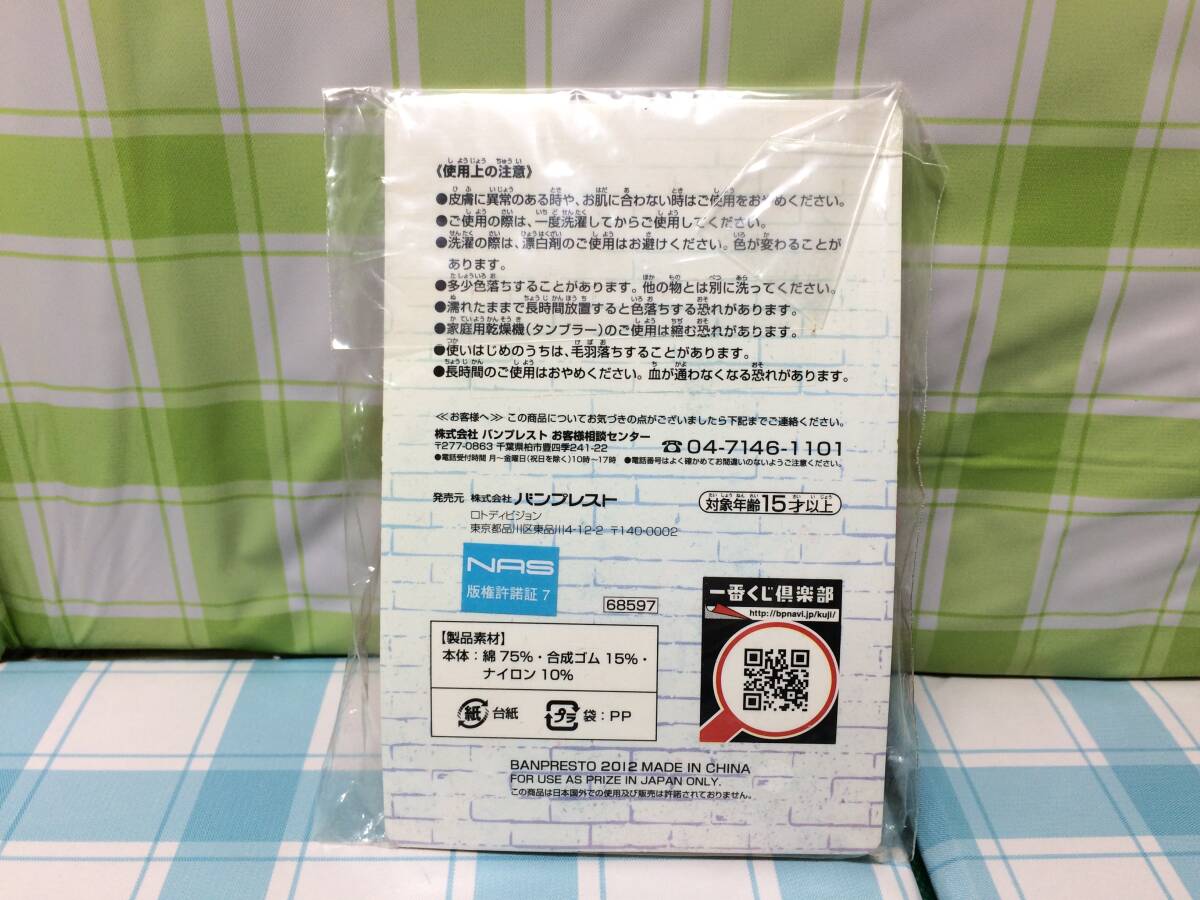 《使用上の注意》
●皮膚に異常のある時や、お肌に合わない時はご使用をおやめください。
●ご使用の際は、一度洗濯してからご使用してください。
●洗濯の際は、漂白剤のご使用はお避けください。色が変わることが
あります。
●多少色落ちすることがあります。他の物とは別に洗ってください。
●濡れたままで長時間放置すると色落ちする恐れがあります。
●家庭用乾燥機(タンブラー)のご使用は縮む恐れがあります。
●使いはじめのうちは、毛羽落ちすることがあります。
●長時間のご使用はおやめください。血が通わなくなる恐れがあります。
≪お客様へ≫ この商品についてお気づきの点がございましたら下記までご連絡ください。
株式会社 バンプレスト お客様相談センター ☎04-7146-1101
〒277-0863 千葉県柏市豊四季241-22
●電話受付時間 月〜金曜日(祝日を除く)10時〜17時 ●電話番号はよく確かめてお間違いのないようご注意ください。
発売元 株式会社 バンプレスト
ロトディビジョン
東京都品川区東品川4-12-2 〒140-0002
対象年齢15才以上
NAS
版権許諾証 7
68597
一番くじ倶楽部
http://bpnavi.jp/kuji/
【製品素材】
本体:綿 75%・合成ゴム 15%・
ナイロン 10%
紙 台紙 プラ 袋:PP
BANPRESTO 2012 MADE IN CHINA
FOR USE AS PRIZE IN JAPAN ONLY.
この商品は日本国外での使用及び販売は許諾されておりません。